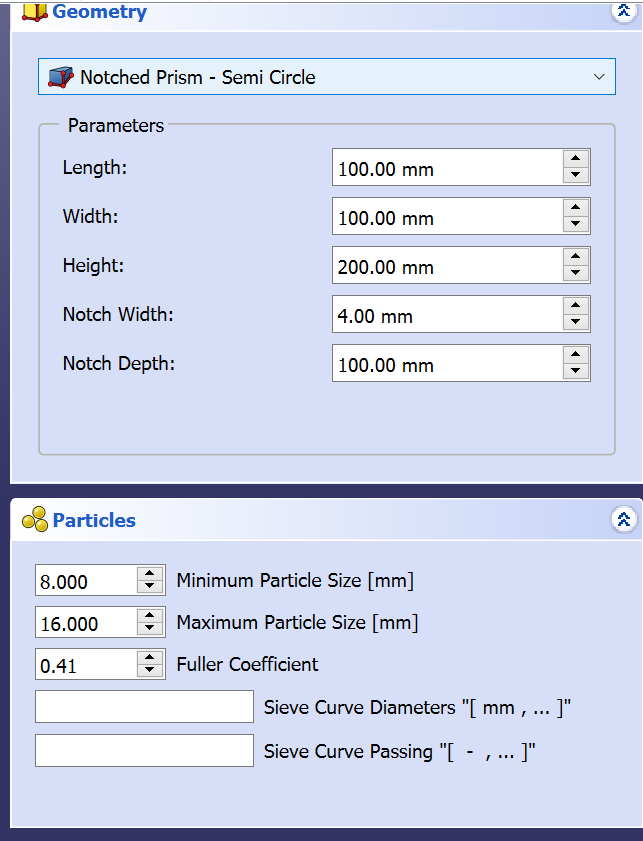 Geometry
Notched Prism - Semi Circle
Parameters
Length: 100.00 mm
Width: 100.00 mm
Height: 200.00 mm
Notch Width: 4.00 mm
Notch Depth: 100.00 mm
Particles
8.000 Minimum Particle Size [mm]
16.000 Maximum Particle Size [mm]
0.41 Fuller Coefficient
Sieve Curve Diameters "[ mm , ... ]"
Sieve Curve Passing "[ - , ... ]"